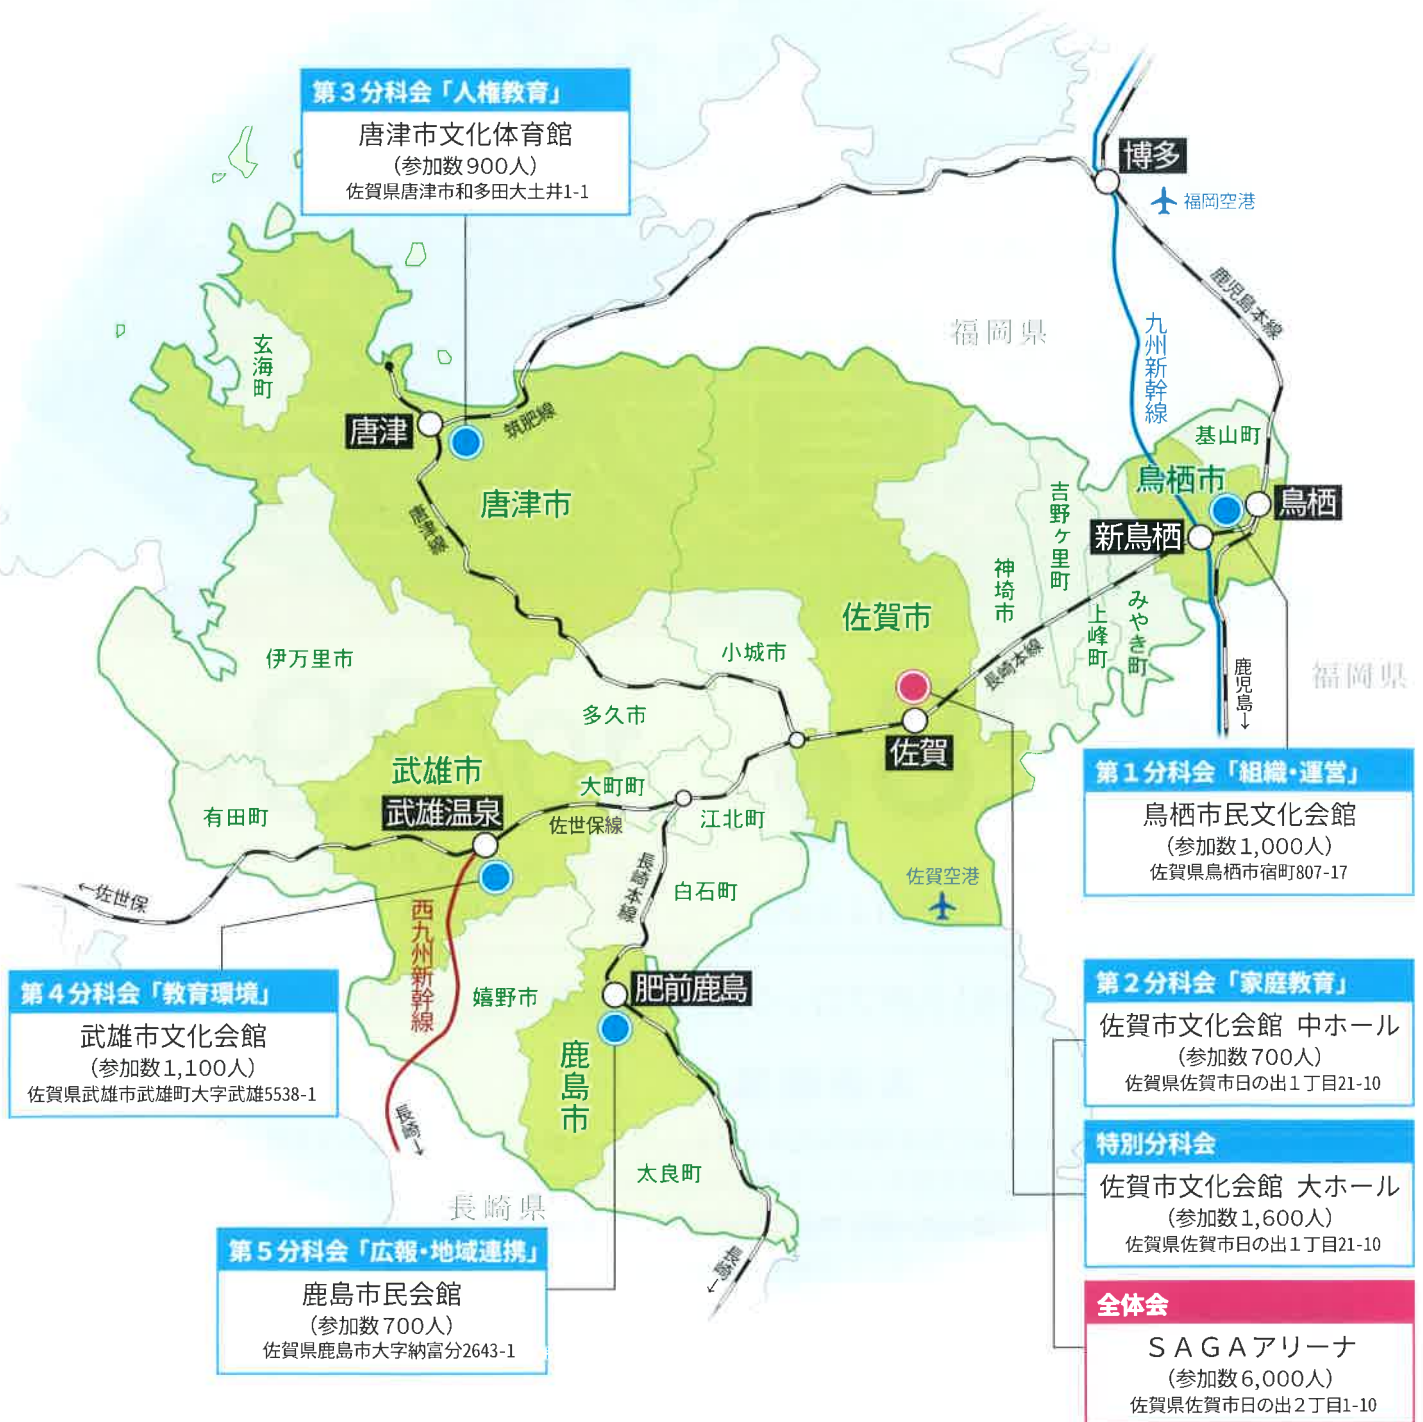 第3分科会「人権教育」
唐津市文化体育館
(参加数900人)
佐賀県唐津市和多田大土井1-1
博多
福岡空港
鹿児島本線
福岡県
九州新幹線
玄海町
唐津
筑肥線
唐津市
唐津線
基山町
鳥栖市
鳥栖
新鳥栖
吉野ヶ里町
神埼市
上峰町
みやき町
長崎本線
佐賀市
小城市
伊万里市
多久市
佐賀
鹿児島→
福岡県
武雄市
武雄温泉
大町町
佐世保線
江北町
有田町
白石町
長崎本線
佐賀空港
←佐世保
西九州新幹線
嬉野市
肥前鹿島
鹿島市
太良町
長崎→
長崎県
長崎→
第1分科会「組織・運営」
鳥栖市民文化会館
(参加数1,000人)
佐賀県鳥栖市宿町807-17
第4分科会「教育環境」
武雄市文化会館
(参加数1,100人)
佐賀県武雄市武雄町大字武雄5538-1
第2分科会「家庭教育」
佐賀市文化会館 中ホール
(参加数700人)
佐賀県佐賀市日の出1丁目21-10
特別分科会
佐賀市文化会館 大ホール
(参加数1,600人)
佐賀県佐賀市日の出1丁目21-10
第5分科会「広報・地域連携」
鹿島市民会館
(参加数700人)
佐賀県鹿島市大字納富分2643-1
全体会
SAGAアリーナ
(参加数6,000人)
佐賀県佐賀市日の出2丁目1-10